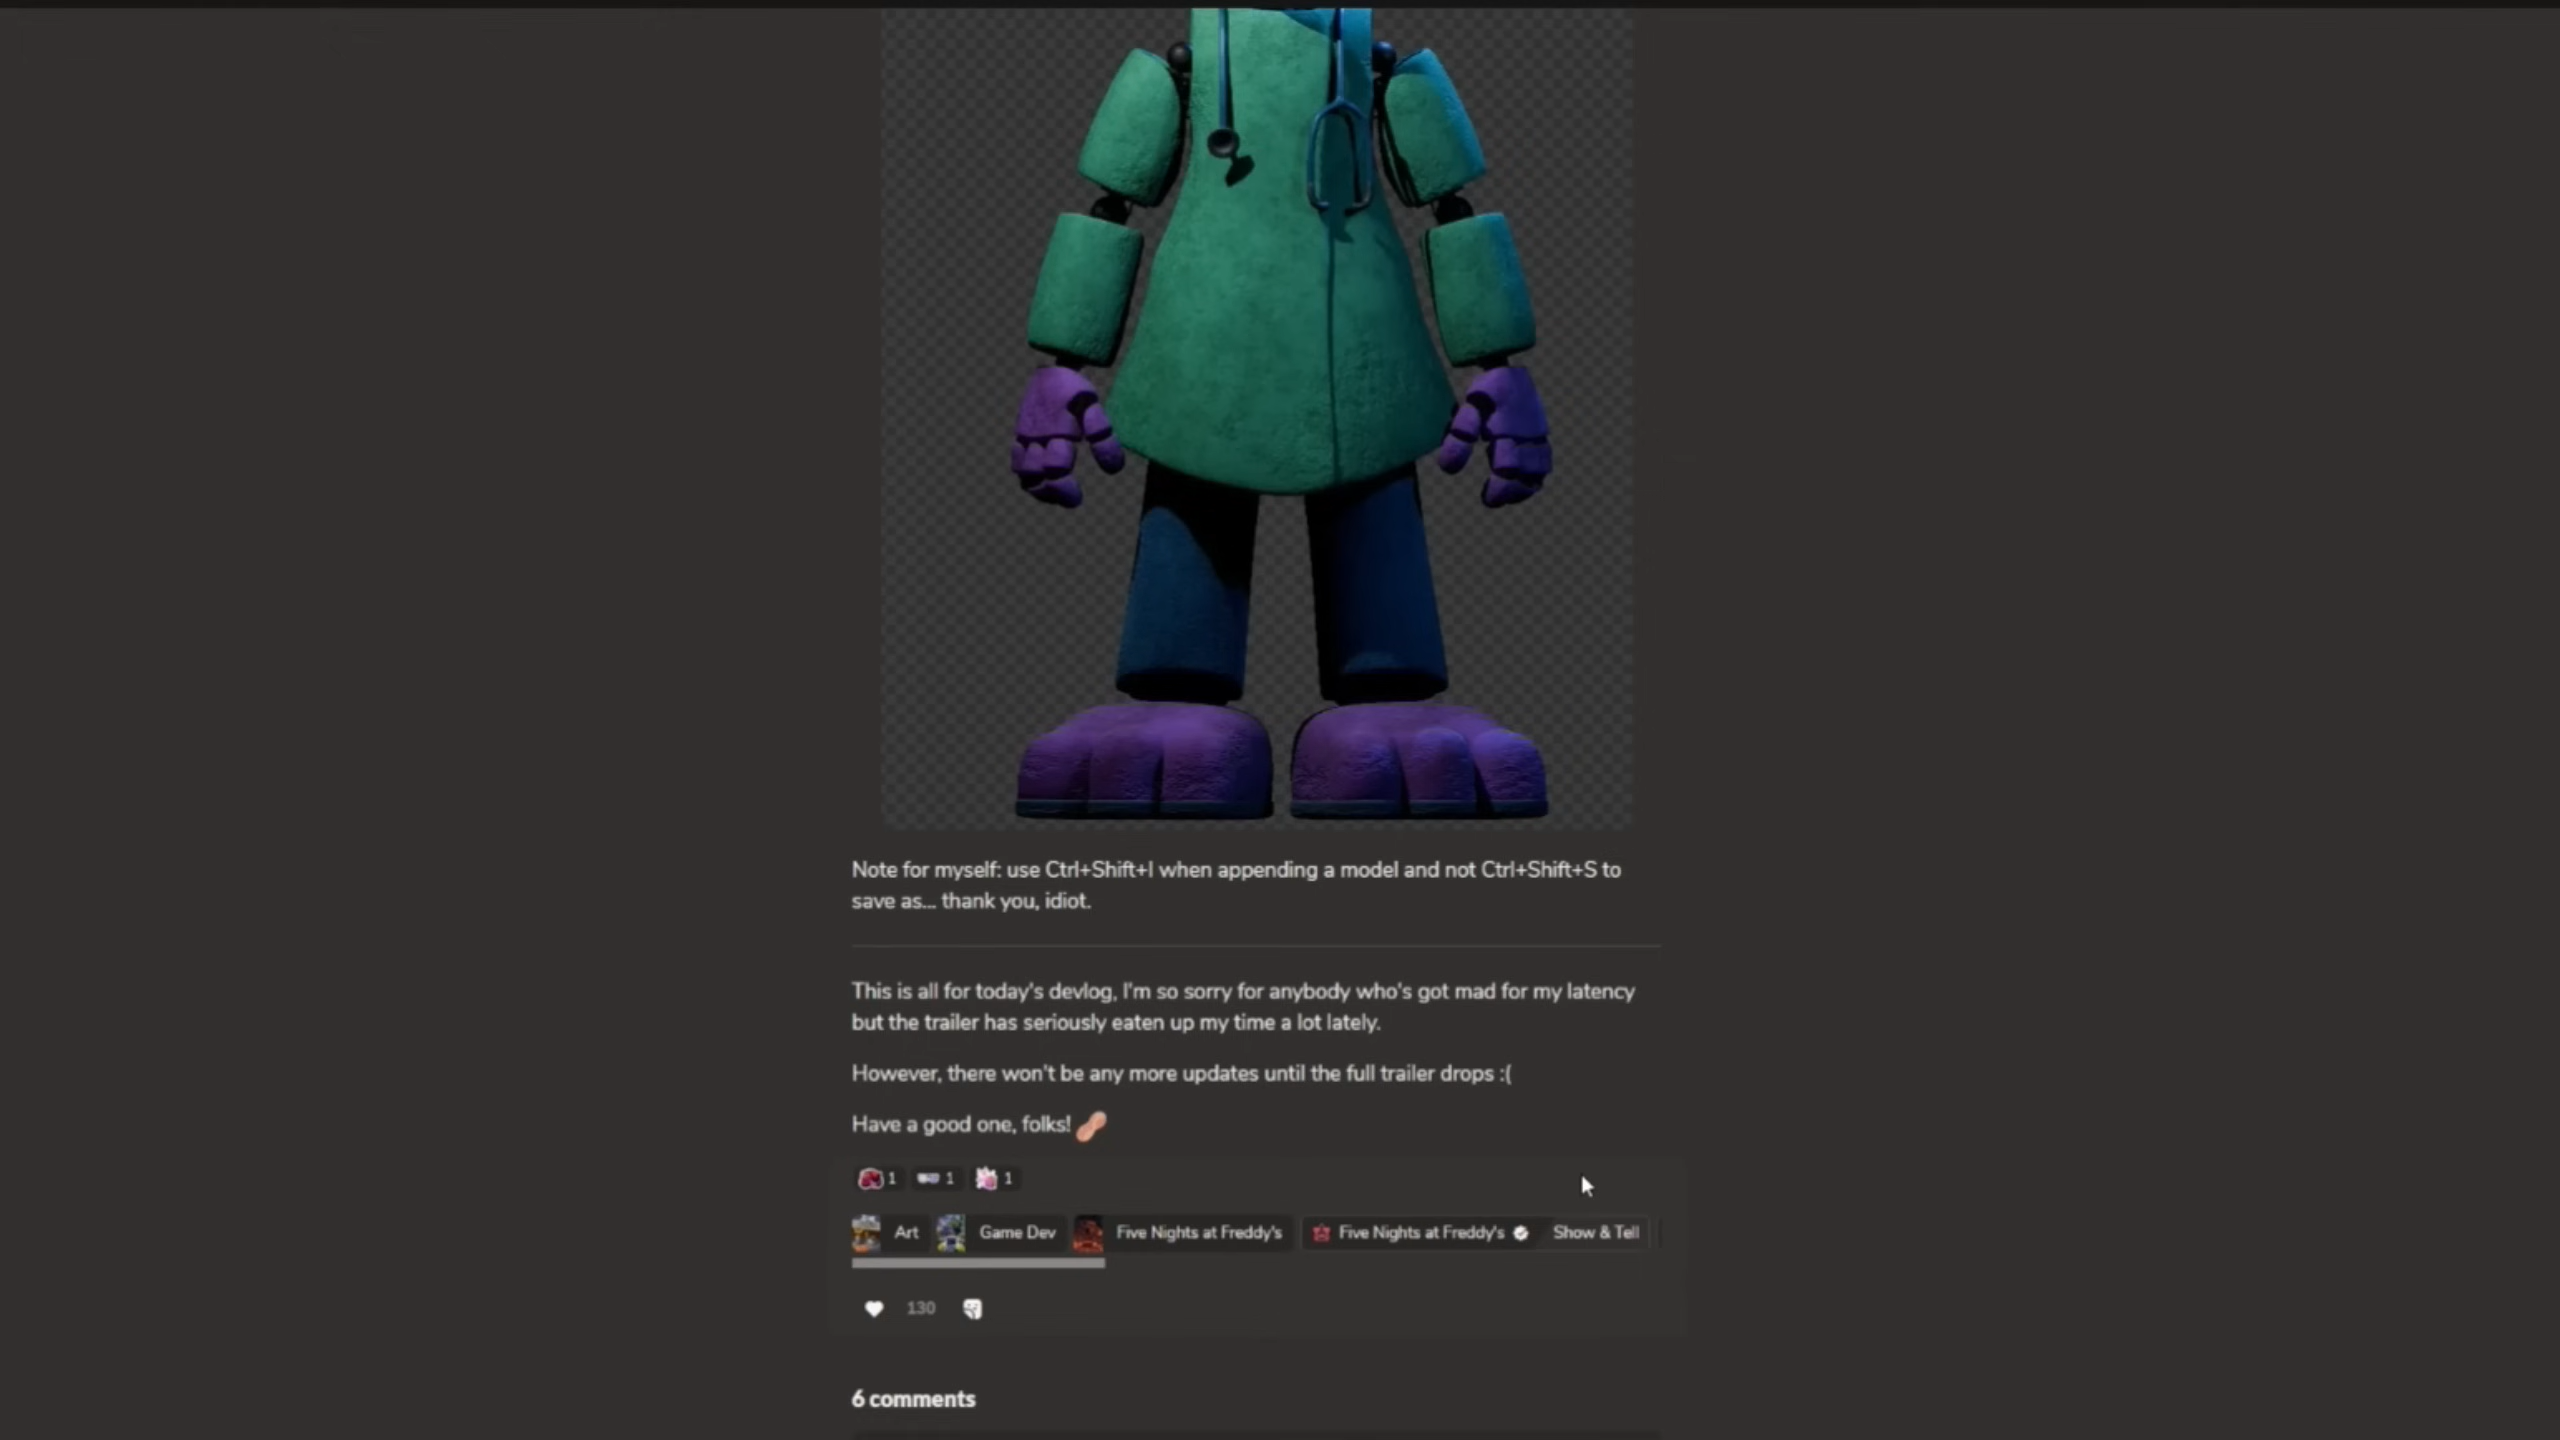 Note for myself: use Ctrl+Shift+I when appending a model and not Ctrl+Shift+S to
save as... thank you, idiot.
This is all for today's devlog, I'm so sorry for anybody who's got mad for my latency
but the trailer has seriously eaten up my time a lot lately.
However, there won't be any more updates until the full trailer drops :(
Have a good one, folks!
1 1 1
Art Game Dev Five Nights at Freddy's Five Nights at Freddy's Show & Tell
130
6 comments